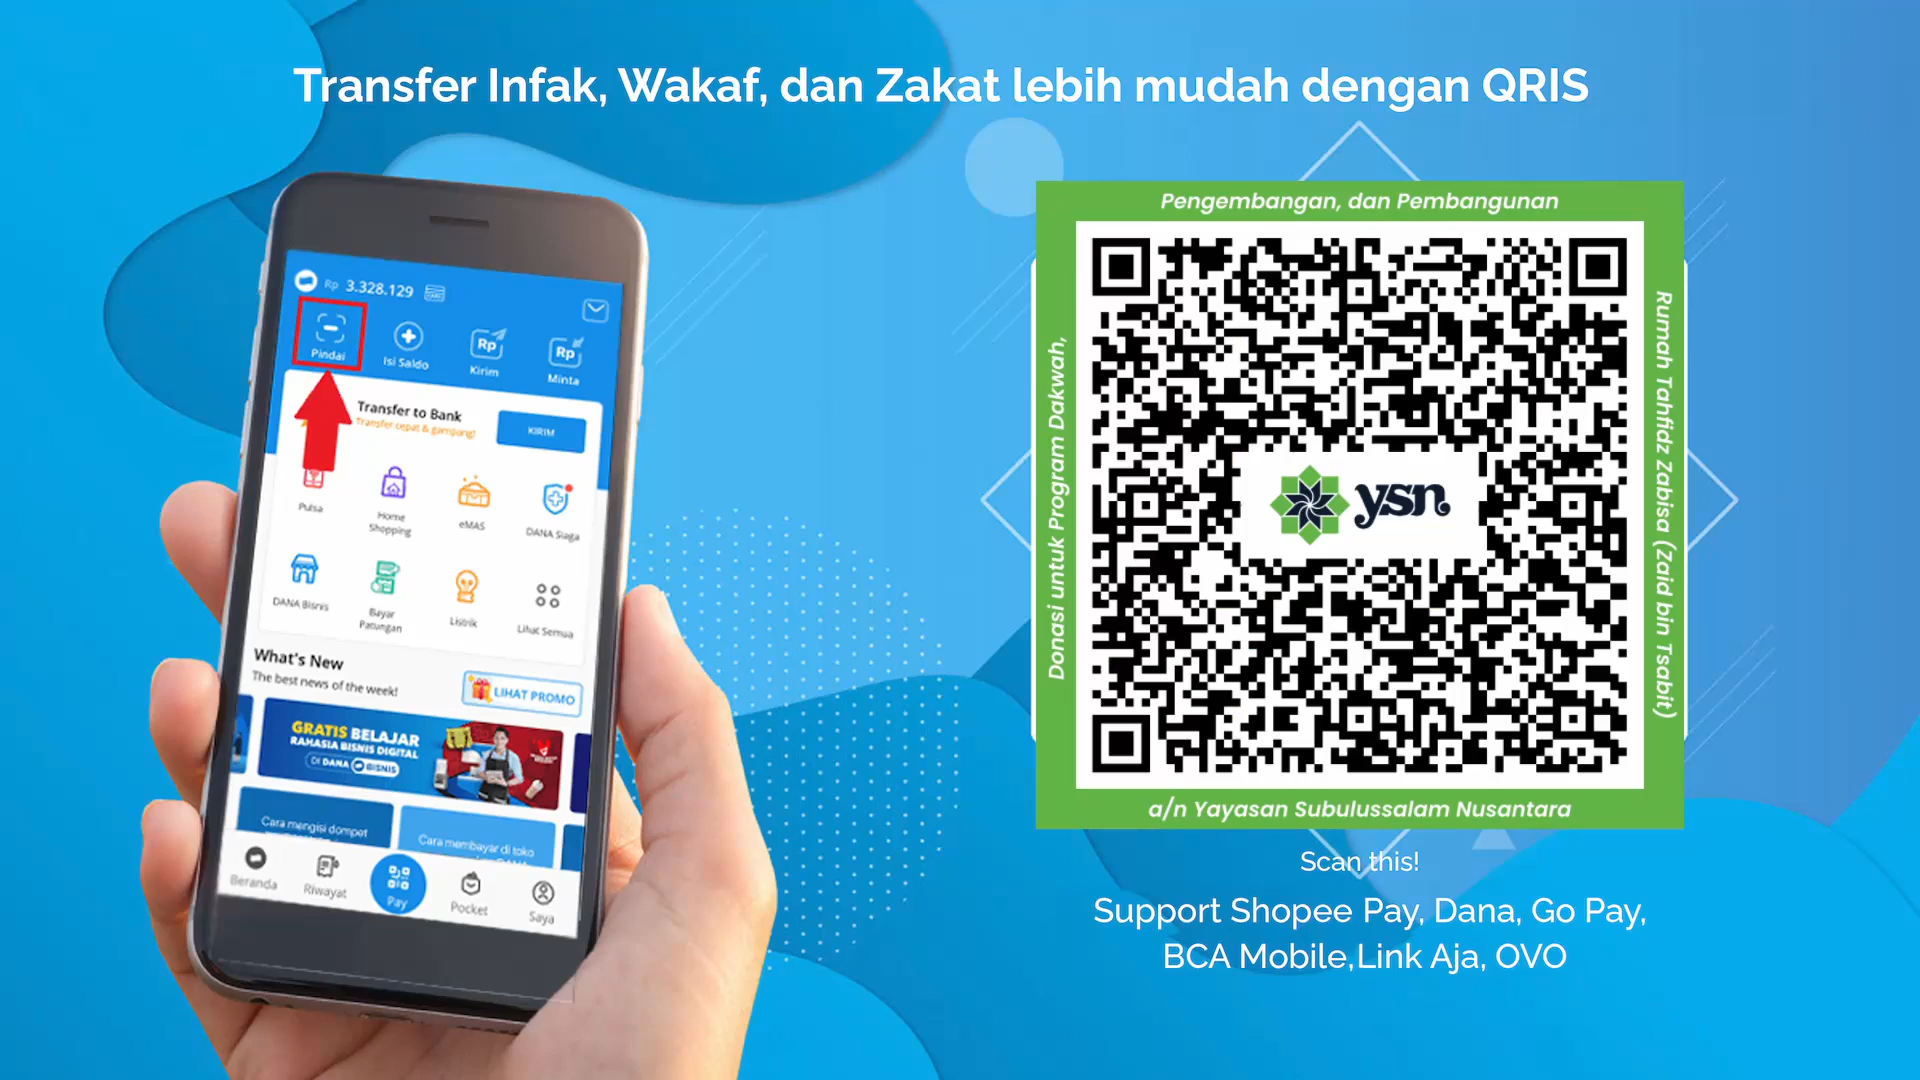 Transfer Infak, Wakaf, dan Zakat lebih mudah dengan QRIS
Rp 3.328.129
Pindai
Isi Saldo
Rp
Kirim
Rp
Minta
Transfer to Bank
Transfer cepat & gampang!
KIRIM
Pulsa
Home
Shopping
eMAS
DANA Siaga
DANA Bisnis
Bayar
Patungan
Listrik
Lihat Semua
What's New
The best news of the week!
LIHAT PROMO
GRATIS BELAJAR
RAHASIA BISNIS DIGITAL
DI DANA BISNIS
Cara mengisi dompet
Cara membayar di toko
Beranda
Riwayat
Pay
Pocket
Saya
Donasi untuk Program Dakwah,
Pengembangan, dan Pembangunan
Rumah Tahfidz Zabisa (Zaid bin Tsabit)
ysn
a/n Yayasan Subulussalam Nusantara
Scan this!
Support Shopee Pay, Dana, Go Pay,
BCA Mobile,Link Aja, OVO